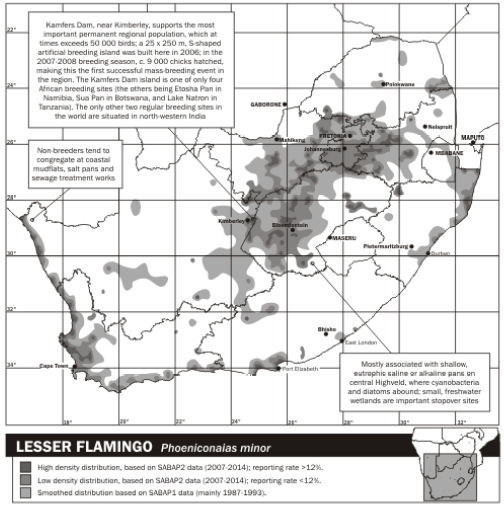 Kamfers Dam, near Kimberley, supports the most
important permanent regional population, which at
times exceeds 50 000 birds; a 25 x 250 m, S-shaped
artificial breeding island was built here in 2006; in the
2007-2008 breeding season, c. 9 000 chicks hatched,
making this the first successful mass-breeding event in
the region. The Kamfers Dam island is one of only four
African breeding sites (the others being Etosha Pan in
Namibia, Sua Pan in Botswana, and Lake Natron in
Tanzania). The only other two regular breeding sites in
the world are situated in north-western India
22°
24°
Polokwane
GABORONE
Nelspruit
PRETORIA
MAPUTO
26°
Mahikeng
Johannesburg
MBABANE
Non-breeders tend to
congregate at coastal
mudflats, salt pans and
sewage treatment works
28°
Kimberley
Bloemfontein
MASERU
Pietermaritzburg
Durban
30°
32°
Bhisho
East London
34°
Cape Town
Port Elizabeth
Mostly associated with shallow,
eutrophic saline or alkaline pans on
central Highveld, where cyanobacteria
and diatoms abound; small, freshwater
wetlands are important stopover sites
18° 20° 22° 24° 26° 28° 30° 32°
LESSER FLAMINGO Phoeniconaias minor
High density distribution, based on SABAP2 data (2007-2014); reporting rate >12%.
Low density distribution, based on SABAP2 data (2007-2014); reporting rate <12%.
Smoothed distribution based on SABAP1 data (mainly 1987-1993).